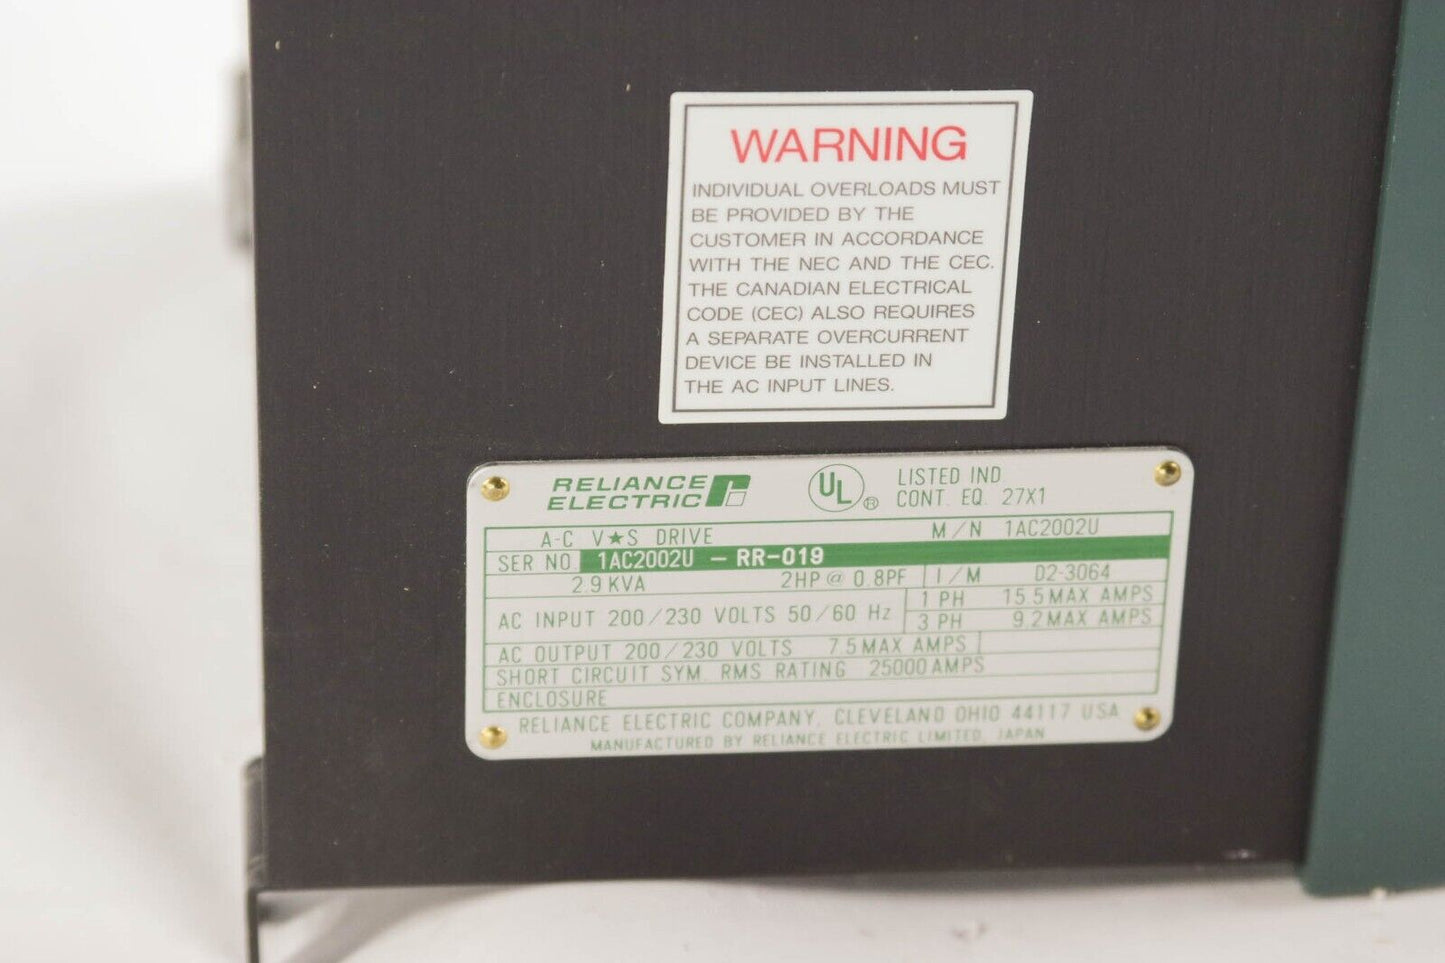 WARNING
INDIVIDUAL OVERLOADS MUST
BE PROVIDED BY THE
CUSTOMER IN ACCORDANCE
WITH THE NEC AND THE CEC.
THE CANADIAN ELECTRICAL
CODE (CEC) ALSO REQUIRES
A SEPARATE OVERCURRENT
DEVICE BE INSTALLED IN
THE AC INPUT LINES.
RELIANCE
ELECTRIC
UL ®
LISTED IND.
CONT. EQ. 27X1
A-C V★S DRIVE M/N 1AC2002U
SER NO. 1AC2002U - RR-019
2.9 KVA 2HP @ 0.8PF I/M D2-3064
AC INPUT 200/230 VOLTS 50/60 Hz
1 PH 15.5 MAX AMPS
3 PH 9.2 MAX AMPS
AC OUTPUT 200/230 VOLTS 7.5 MAX AMPS
SHORT CIRCUIT SYM. RMS RATING 25000 AMPS
ENCLOSURE
RELIANCE ELECTRIC COMPANY, CLEVELAND OHIO 44117 USA
MANUFACTURED BY RELIANCE ELECTRIC LIMITED, JAPAN